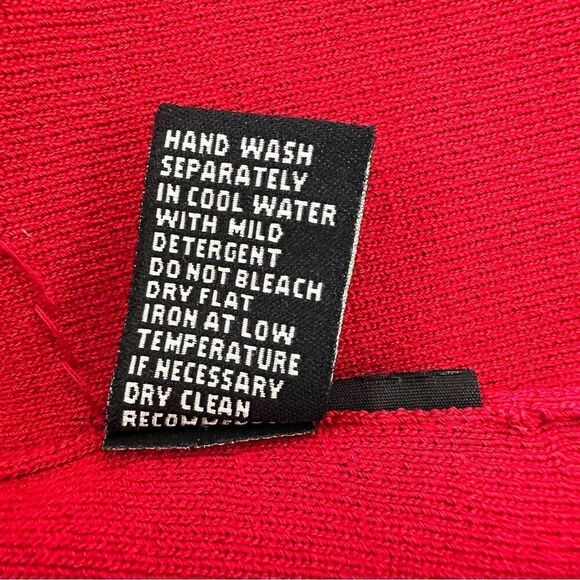 HAND WASH
SEPARATELY
IN COOL WATER
WITH MILD
DETERGENT
DO NOT BLEACH
DRY FLAT
IRON AT LOW
TEMPERATURE
IF NECESSARY
DRY CLEAN